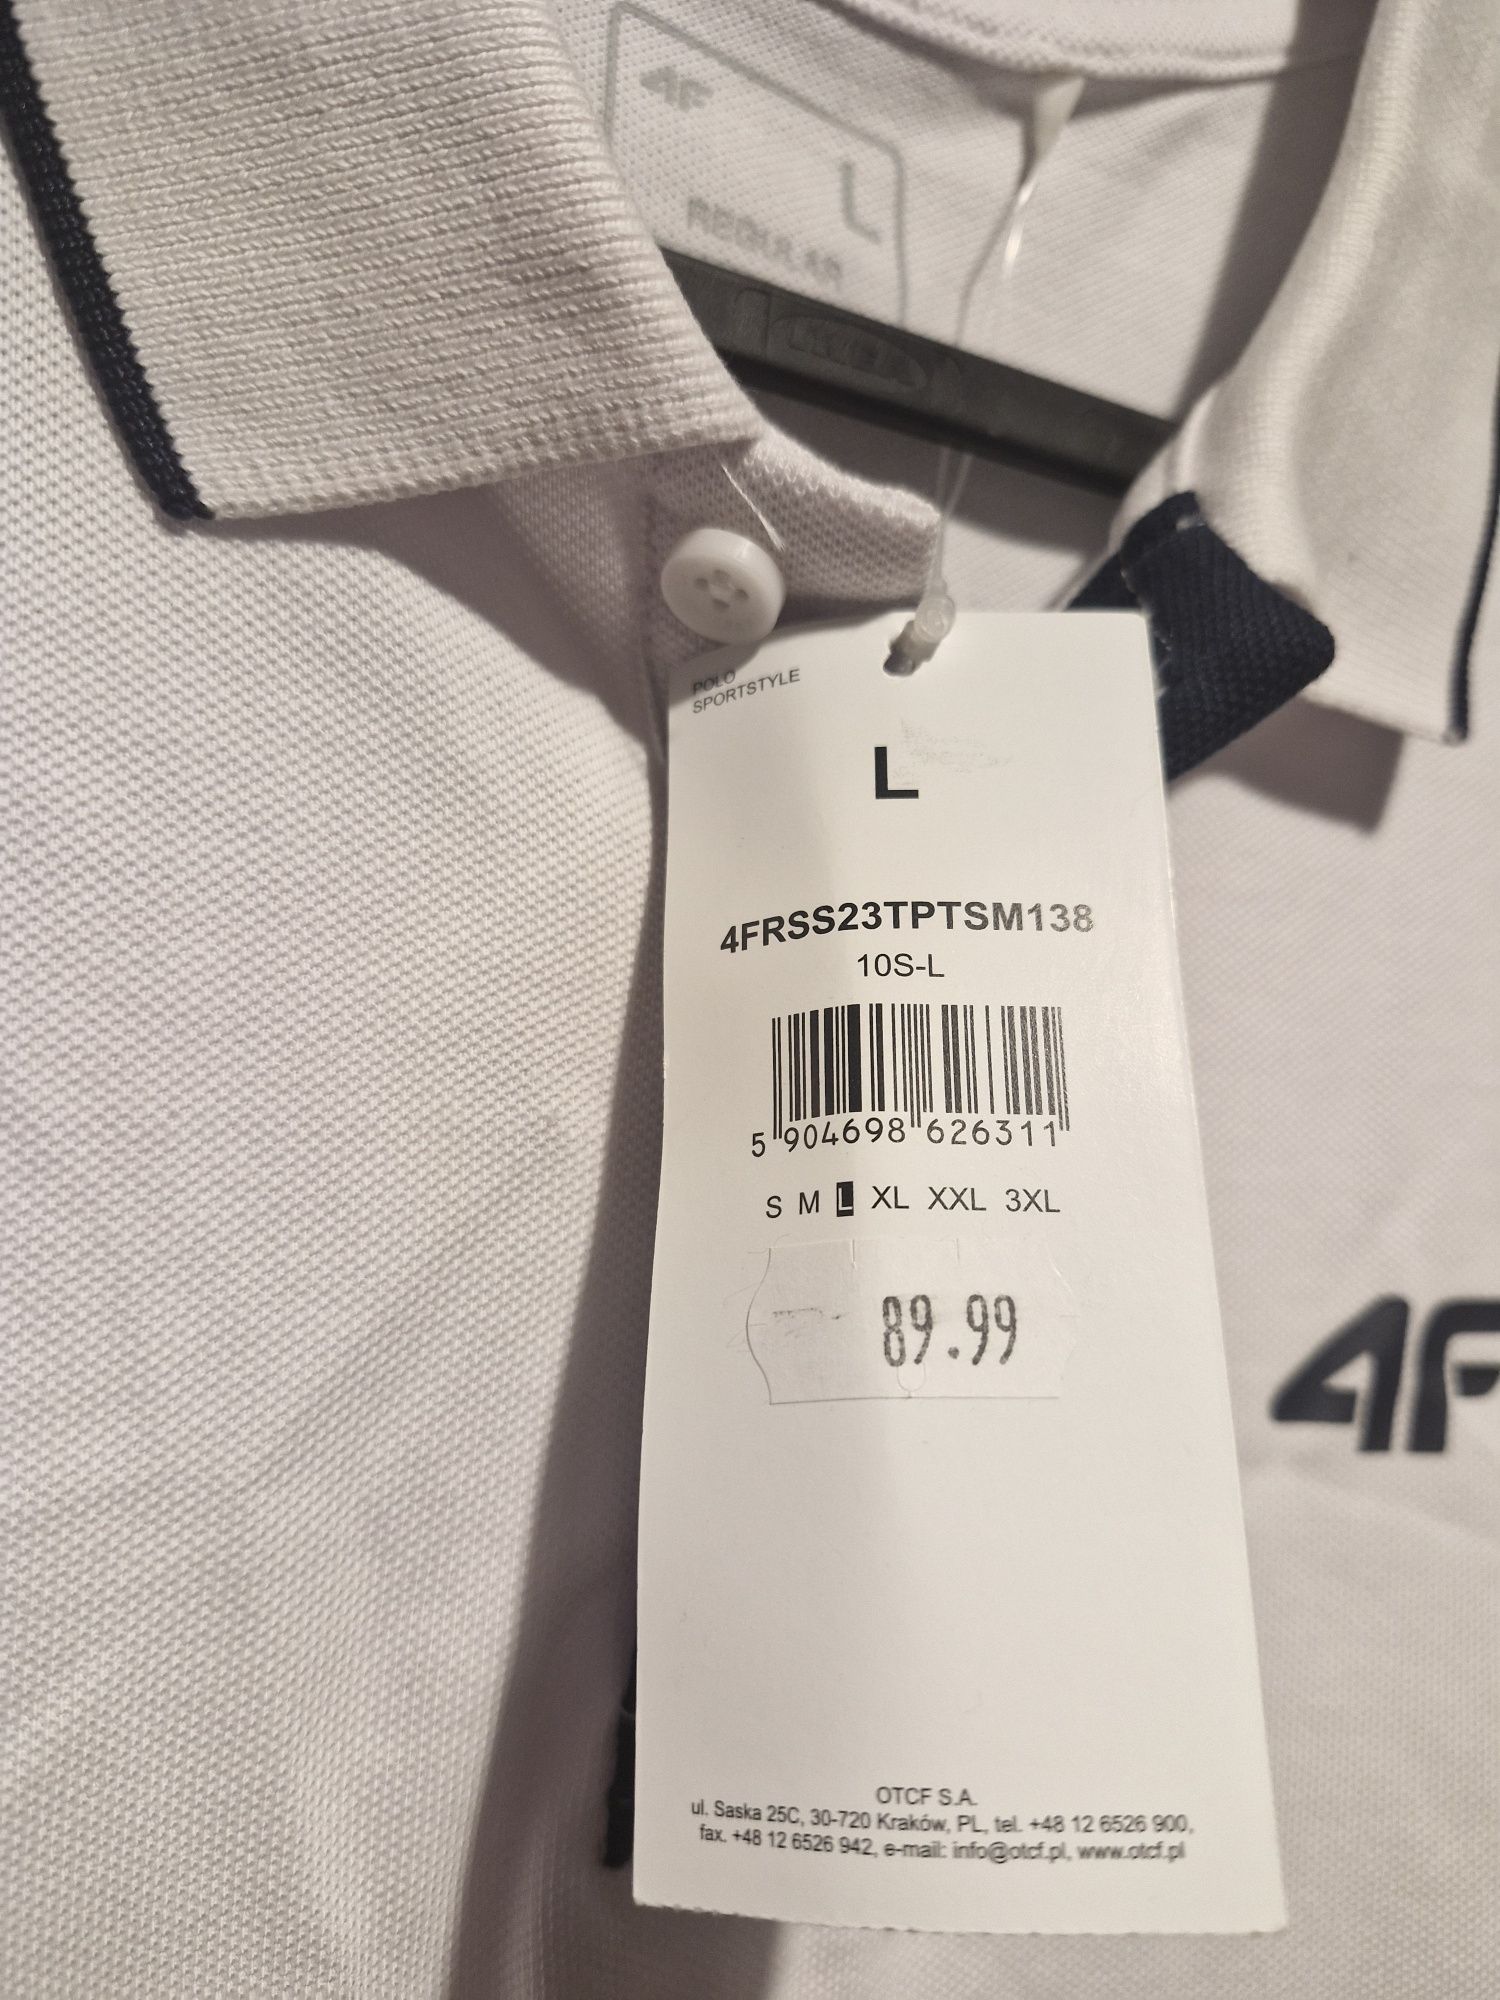 4F
L
REGULAR
IKEA
POLO
SPORTSTYLE
L
4FRSS23TPTSM138
10S-L
5 904698 626311
S M L XL XXL 3XL
89.99
4F
OTCF S.A.
ul. Saska 25C, 30-720 Kraków, PL, tel. +48 12 6526 900,
fax. +48 12 6526 942, e-mail: info@otcf.pl, www.otcf.pl